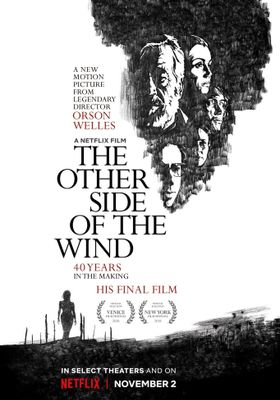 A NEW
MOTION
PICTURE
FROM
LEGENDARY
DIRECTOR
ORSON
WELLES
A NETFLIX FILM
THE
OTHER
SIDE OF
THE
WIND
40 YEARS
IN THE MAKING
HIS FINAL FILM
VENICE
NEW YORK
IN SELECT THEATERS AND ON
NETFLIX | NOVEMBER 2